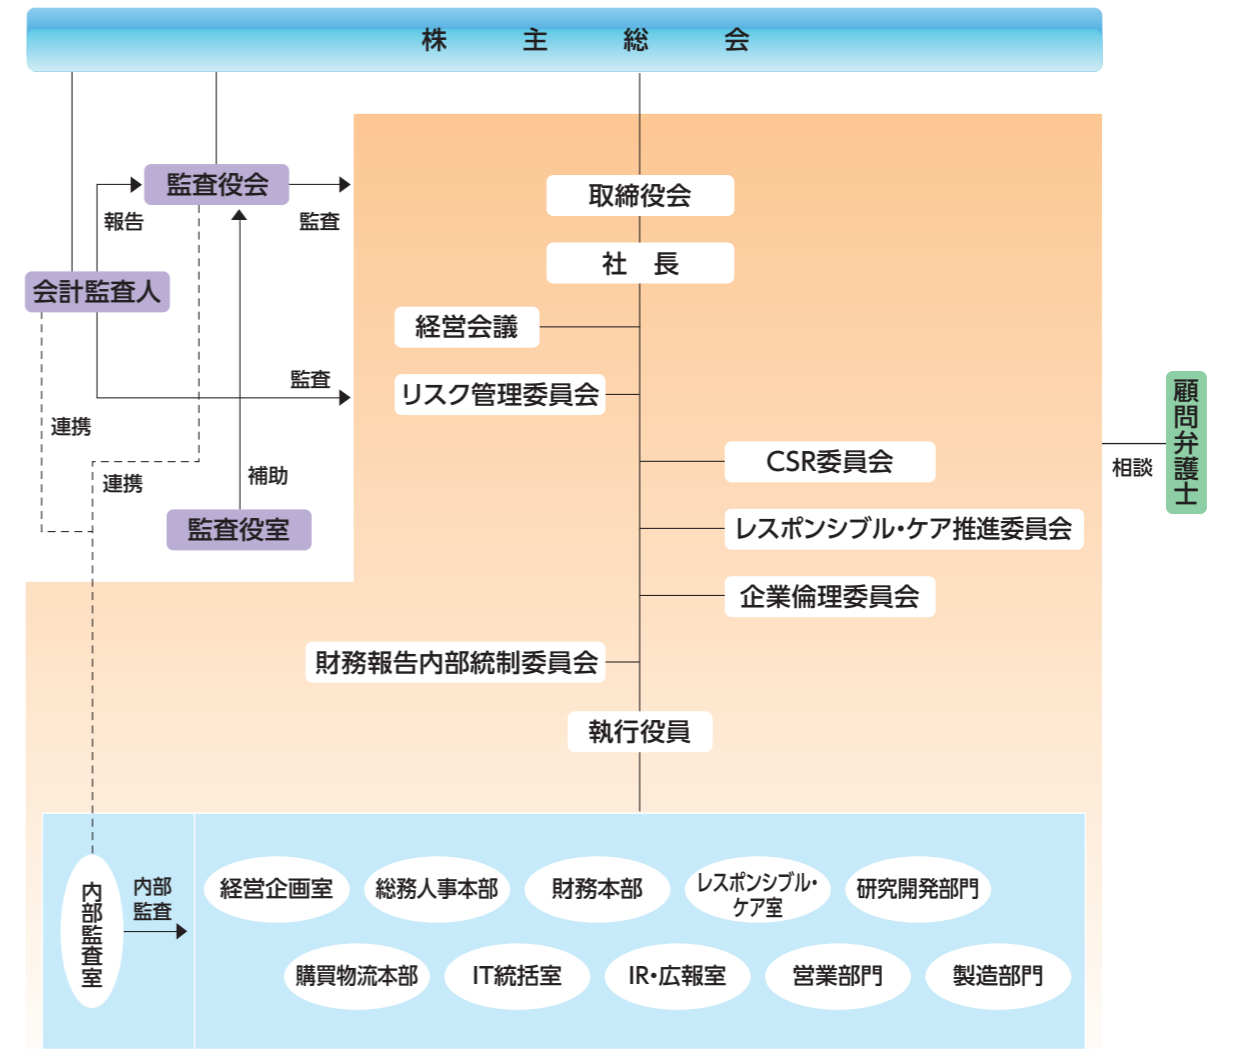 株主総会
監査役会
報告
監査
取締役会
社長
会計監査人
経営会議
監査
リスク管理委員会
顧問弁護士
連携
連携
補助
CSR委員会
相談
監査役室
レスポンシブル・ケア推進委員会
企業倫理委員会
財務報告内部統制委員会
執行役員
内部監査室
内部
監査
経営企画室
総務人事本部
財務本部
レスポンシブル・
ケア室
研究開発部門
購買物流本部
IT統括室
IR・広報室
営業部門
製造部門